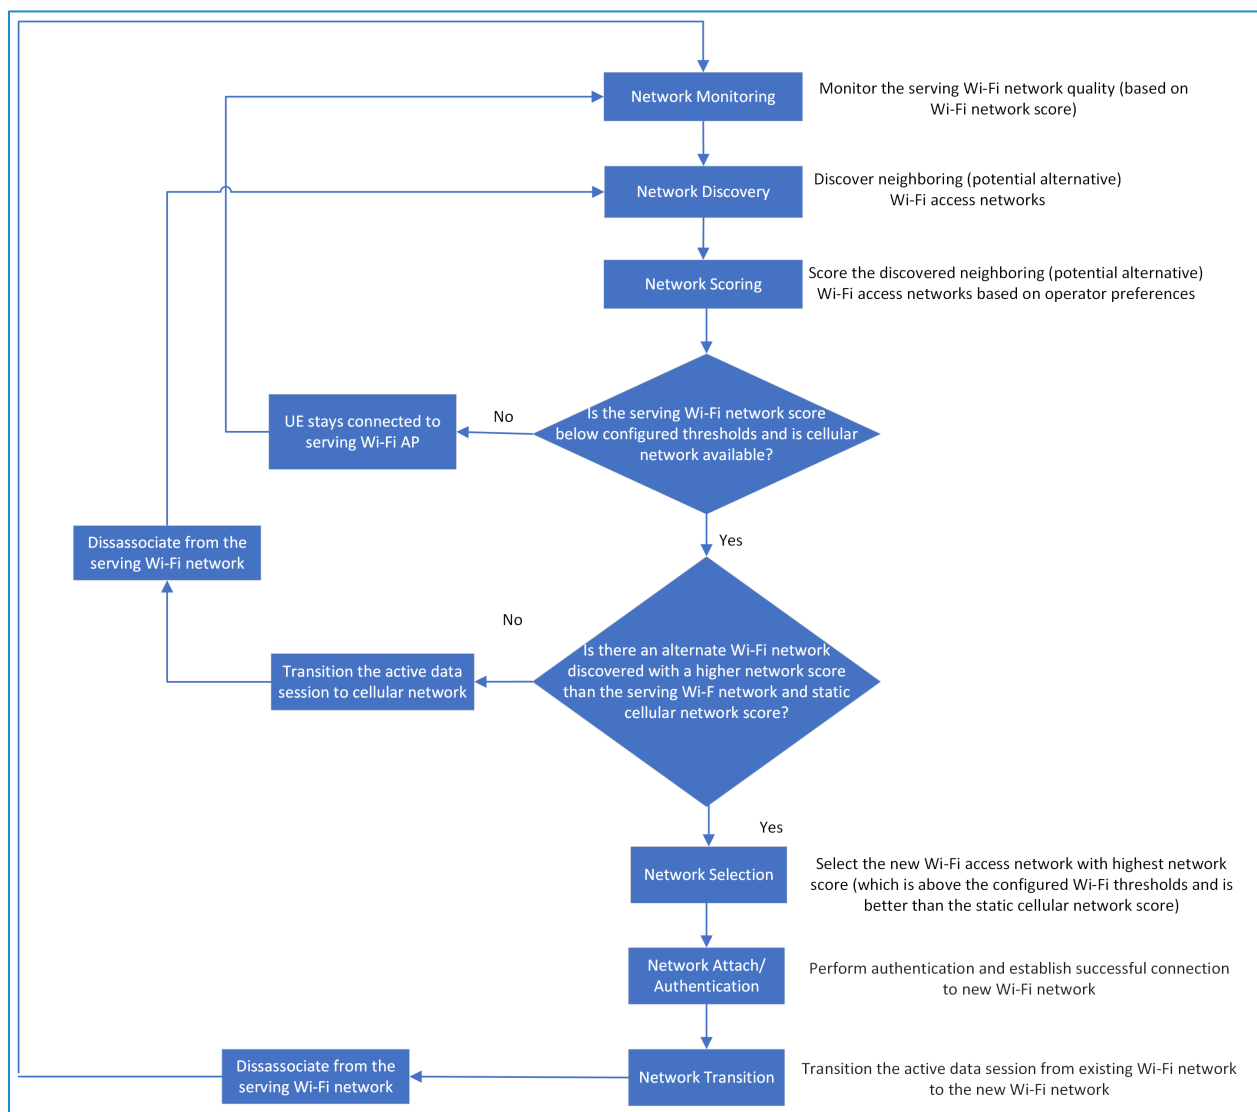 Network Monitoring
Monitor the serving Wi-Fi network quality (based on
Wi-Fi network score)
Network Discovery
Discover neighboring (potential alternative)
Wi-Fi access networks
Network Scoring
Score the discovered neighboring (potential alternative)
Wi-Fi access networks based on operator preferences
Is the serving Wi-Fi network score
below configured thresholds and is cellular
network available?
No
UE stays connected to
serving Wi-Fi AP
Yes
Dissassociate from the
serving Wi-Fi network
No
Is there an alternate Wi-Fi network
discovered with a higher network score
than the serving Wi-F network and static
cellular network score?
Transition the active data
session to cellular network
Yes
Network Selection
Select the new Wi-Fi access network with highest network
score (which is above the configured Wi-Fi thresholds and is
better than the static cellular network score)
Network Attach/
Authentication
Perform authentication and establish successful connection
to new Wi-Fi network
Network Transition
Transition the active data session from existing Wi-Fi network
to the new Wi-Fi network
Dissassociate from the
serving Wi-Fi network